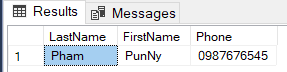 Results Messages
LastName FirstName Phone
1 Pham PunNy 0987676545